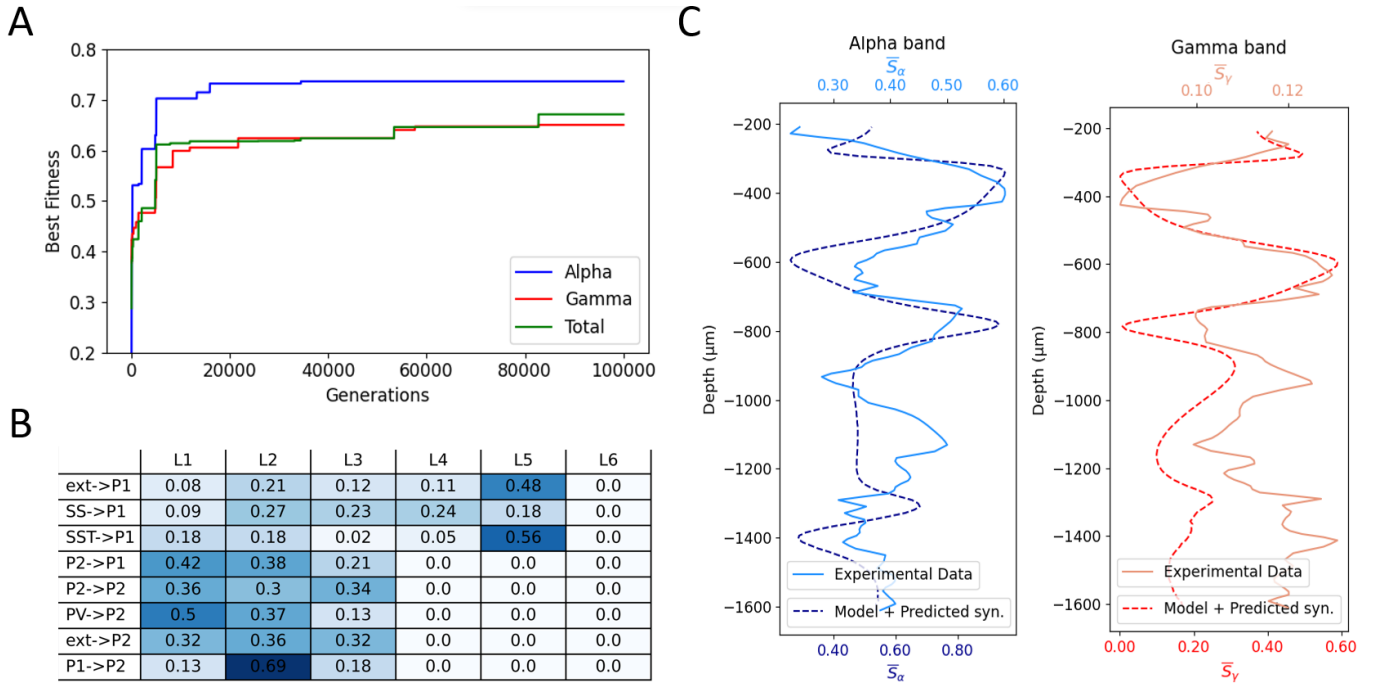 A
0.8
0.7
0.6
0.5
0.4
0.3
0.2
Best Fitness
0 20000 40000 60000 80000 100000
Generations
Alpha
Gamma
Total
B
L1 L2 L3 L4 L5 L6
ext->P1 0.08 0.21 0.12 0.11 0.48 0.0
SS->P1 0.09 0.27 0.23 0.24 0.18 0.0
SST->P1 0.18 0.18 0.02 0.05 0.56 0.0
P2->P1 0.42 0.38 0.21 0.0 0.0 0.0
P2->P2 0.36 0.3 0.34 0.0 0.0 0.0
PV->P2 0.5 0.37 0.13 0.0 0.0 0.0
ext->P2 0.32 0.36 0.32 0.0 0.0 0.0
P1->P2 0.13 0.69 0.18 0.0 0.0 0.0
C
Alpha band
S̅α
0.30 0.40 0.50 0.60
−200
−400
−600
−800
−1000
−1200
−1400
−1600
Depth (μm)
Experimental Data
Model + Predicted syn.
0.40 0.60 0.80
S̅α
Gamma band
S̅γ
0.10 0.12
−200
−400
−600
−800
−1000
−1200
−1400
−1600
Depth (μm)
Experimental Data
Model + Predicted syn.
0.00 0.20 0.40 0.60
S̅γ